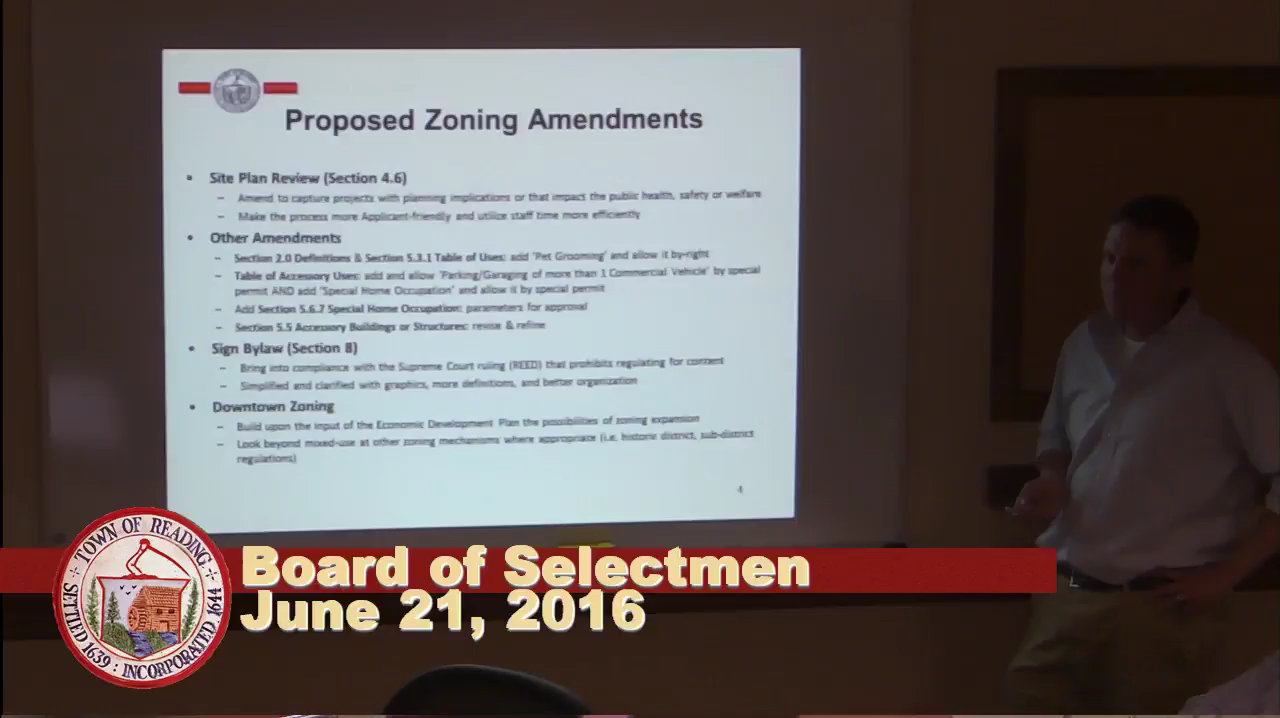 Proposed Zoning Amendments
• Site Plan Review (Section 4.6)
– Amend to capture projects with planning implications or that impact the public health, safety or welfare
– Make the process more Applicant-friendly and utilize staff time more efficiently
• Other Amendments
– Section 2.0 Definitions & Section 5.3.1 Table of Uses: add 'Pet Grooming' and allow it by-right
– Table of Accessory Uses: add and allow 'Parking/Garaging of more than 1 Commercial Vehicle' by special
permit AND add 'Special Home Occupation' and allow it by special permit
– Add Section 5.6.7 Special Home Occupation: parameters for approval
– Section 5.5 Accessory Buildings or Structures: revise & refine
• Sign Bylaw (Section 8)
– Bring into compliance with the Supreme Court ruling (REED) that prohibits regulating for content
– Simplified and clarified with graphics, more definitions, and better organization
• Downtown Zoning
– Build upon the input of the Economic Development Plan the possibilities of zoning expansion
– Look beyond mixed-use at other zoning mechanisms where appropriate (i.e. historic district, sub-district
regulations)
4
TOWN OF READING
SETTLED 1639 : INCORPORATED 1644
Board of Selectmen
June 21, 2016